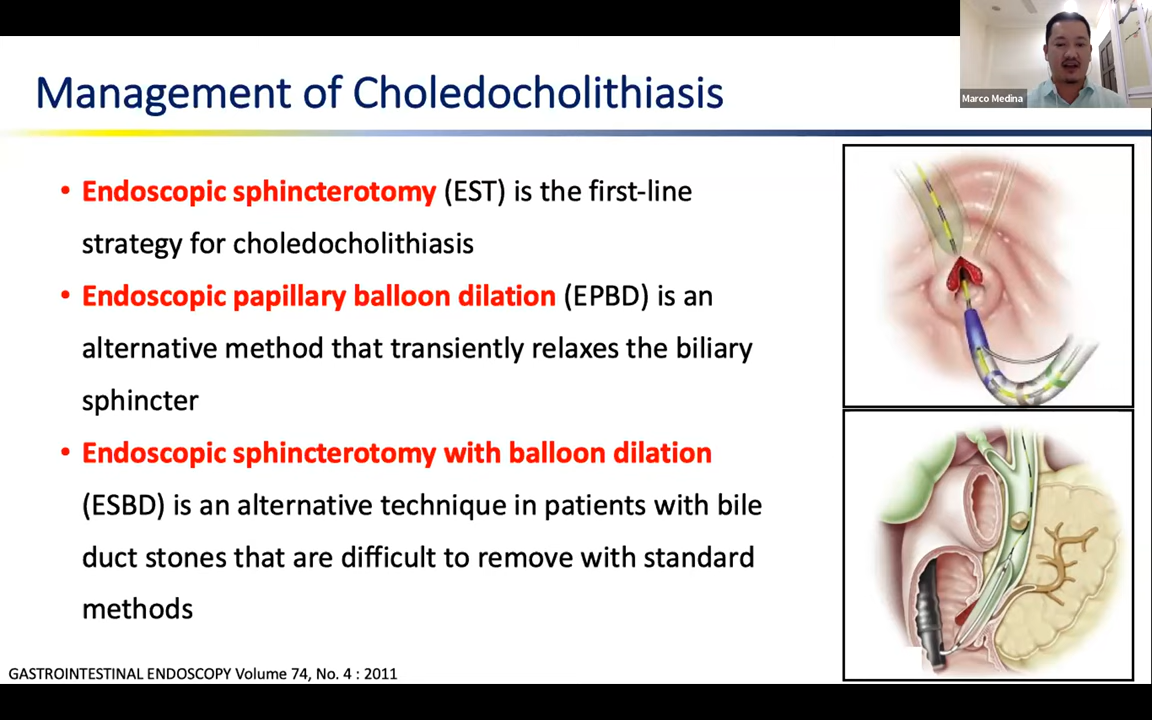 Management of Choledocholithiasis
Marco Medina
• Endoscopic sphincterotomy (EST) is the first-line
strategy for choledocholithiasis
• Endoscopic papillary balloon dilation (EPBD) is an
alternative method that transiently relaxes the biliary
sphincter
• Endoscopic sphincterotomy with balloon dilation
(ESBD) is an alternative technique in patients with bile
duct stones that are difficult to remove with standard
methods
GASTROINTESTINAL ENDOSCOPY Volume 74, No. 4 : 2011